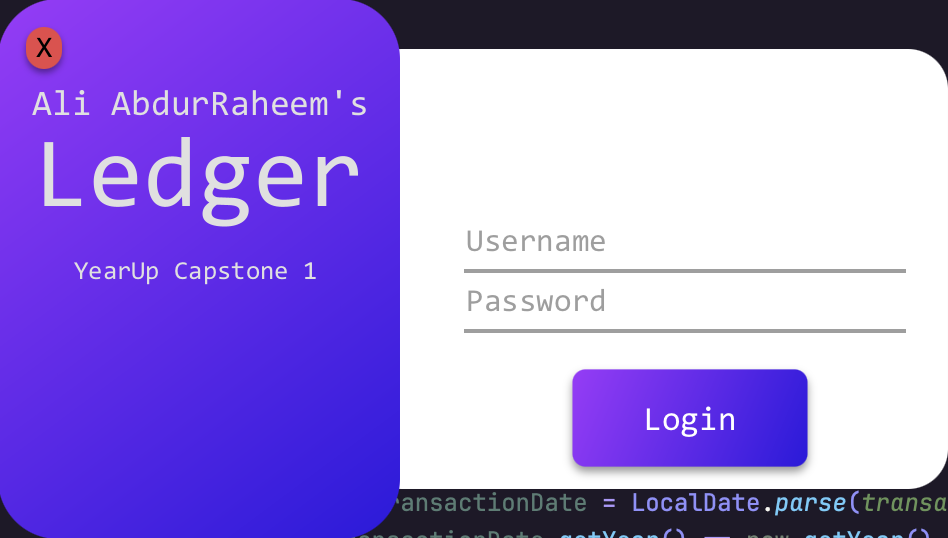 X
Ali AbdurRaheem's
Ledger
YearUp Capstone 1
Username
Password
Login
ransactionDate = LocalDate.parse(transa